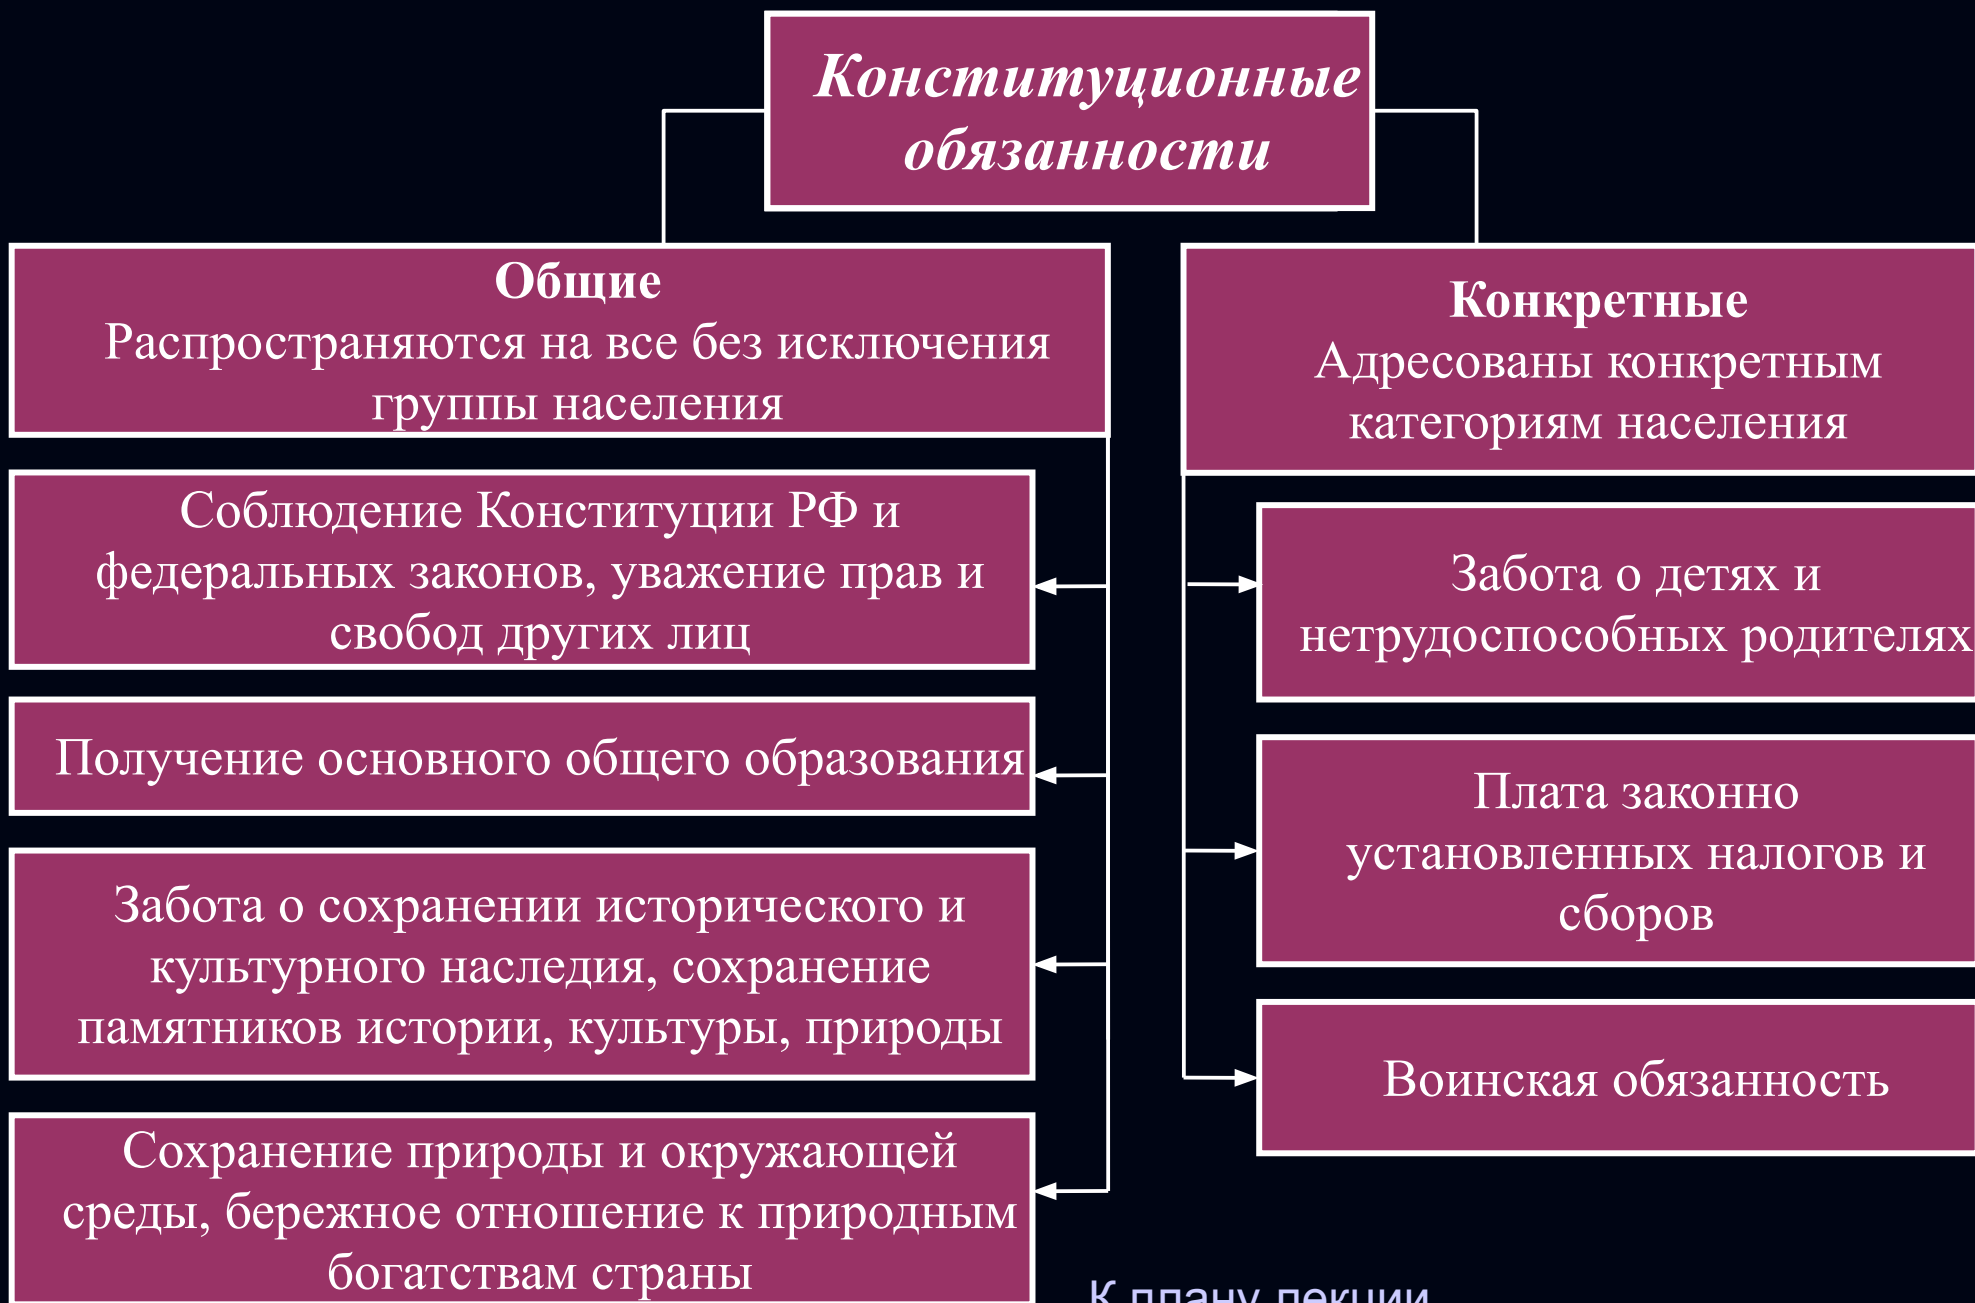 Конституционные
обязанности
Общие
Распространяются на все без исключения
группы населения
Соблюдение Конституции РФ и
федеральных законов, уважение прав и
свобод других лиц
Получение основного общего образования
Забота о сохранении исторического и
культурного наследия, сохранение
памятников истории, культуры, природы
Сохранение природы и окружающей
среды, бережное отношение к природным
богатствам страны
Конкретные
Адресованы конкретным
категориям населения
Забота о детях и
нетрудоспособных родителях
Плата законно
установленных налогов и
сборов
Воинская обязанность
К плану лекции